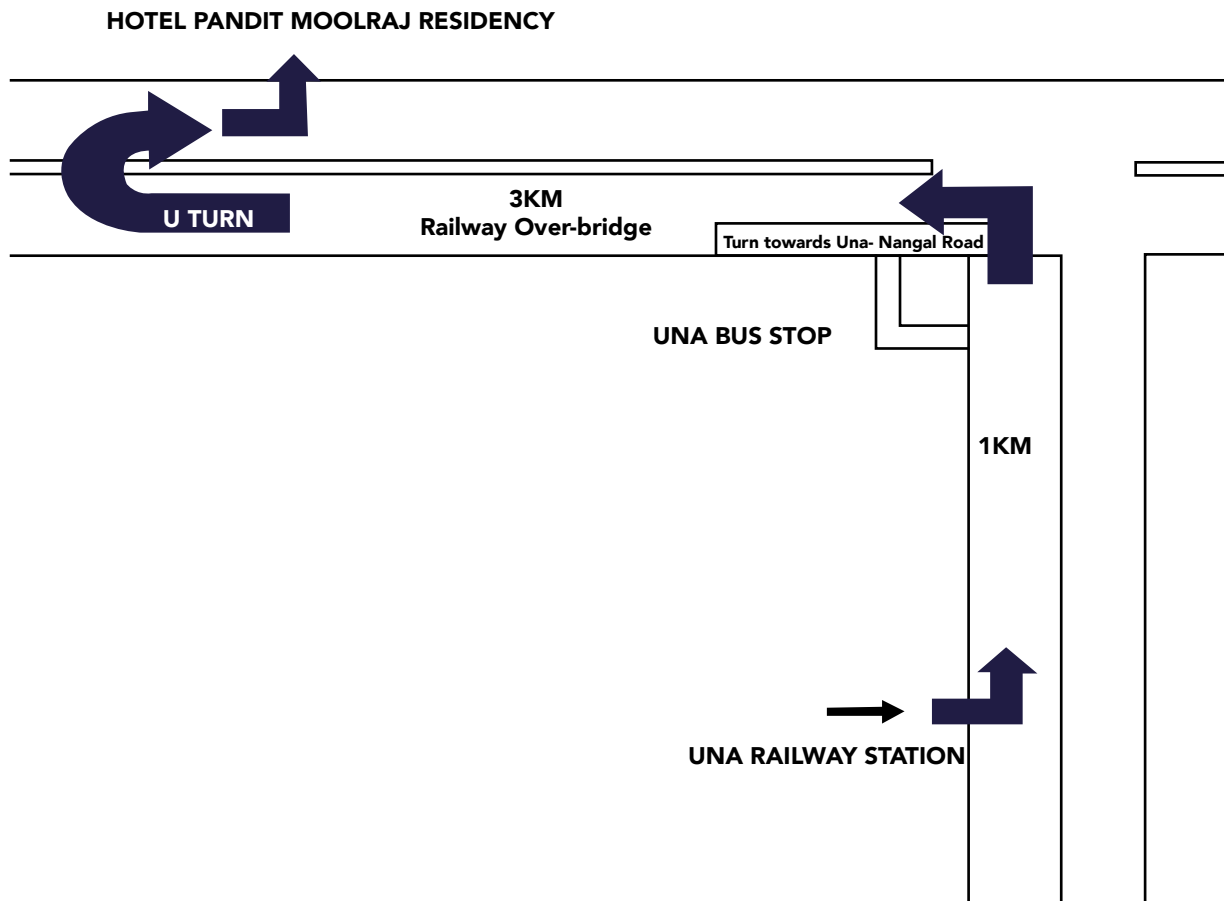 HOTEL PANDIT MOOLRAJ RESIDENCY
U TURN
3KM
Railway Over-bridge
Turn towards Una- Nangal Road
UNA BUS STOP
1KM
UNA RAILWAY STATION